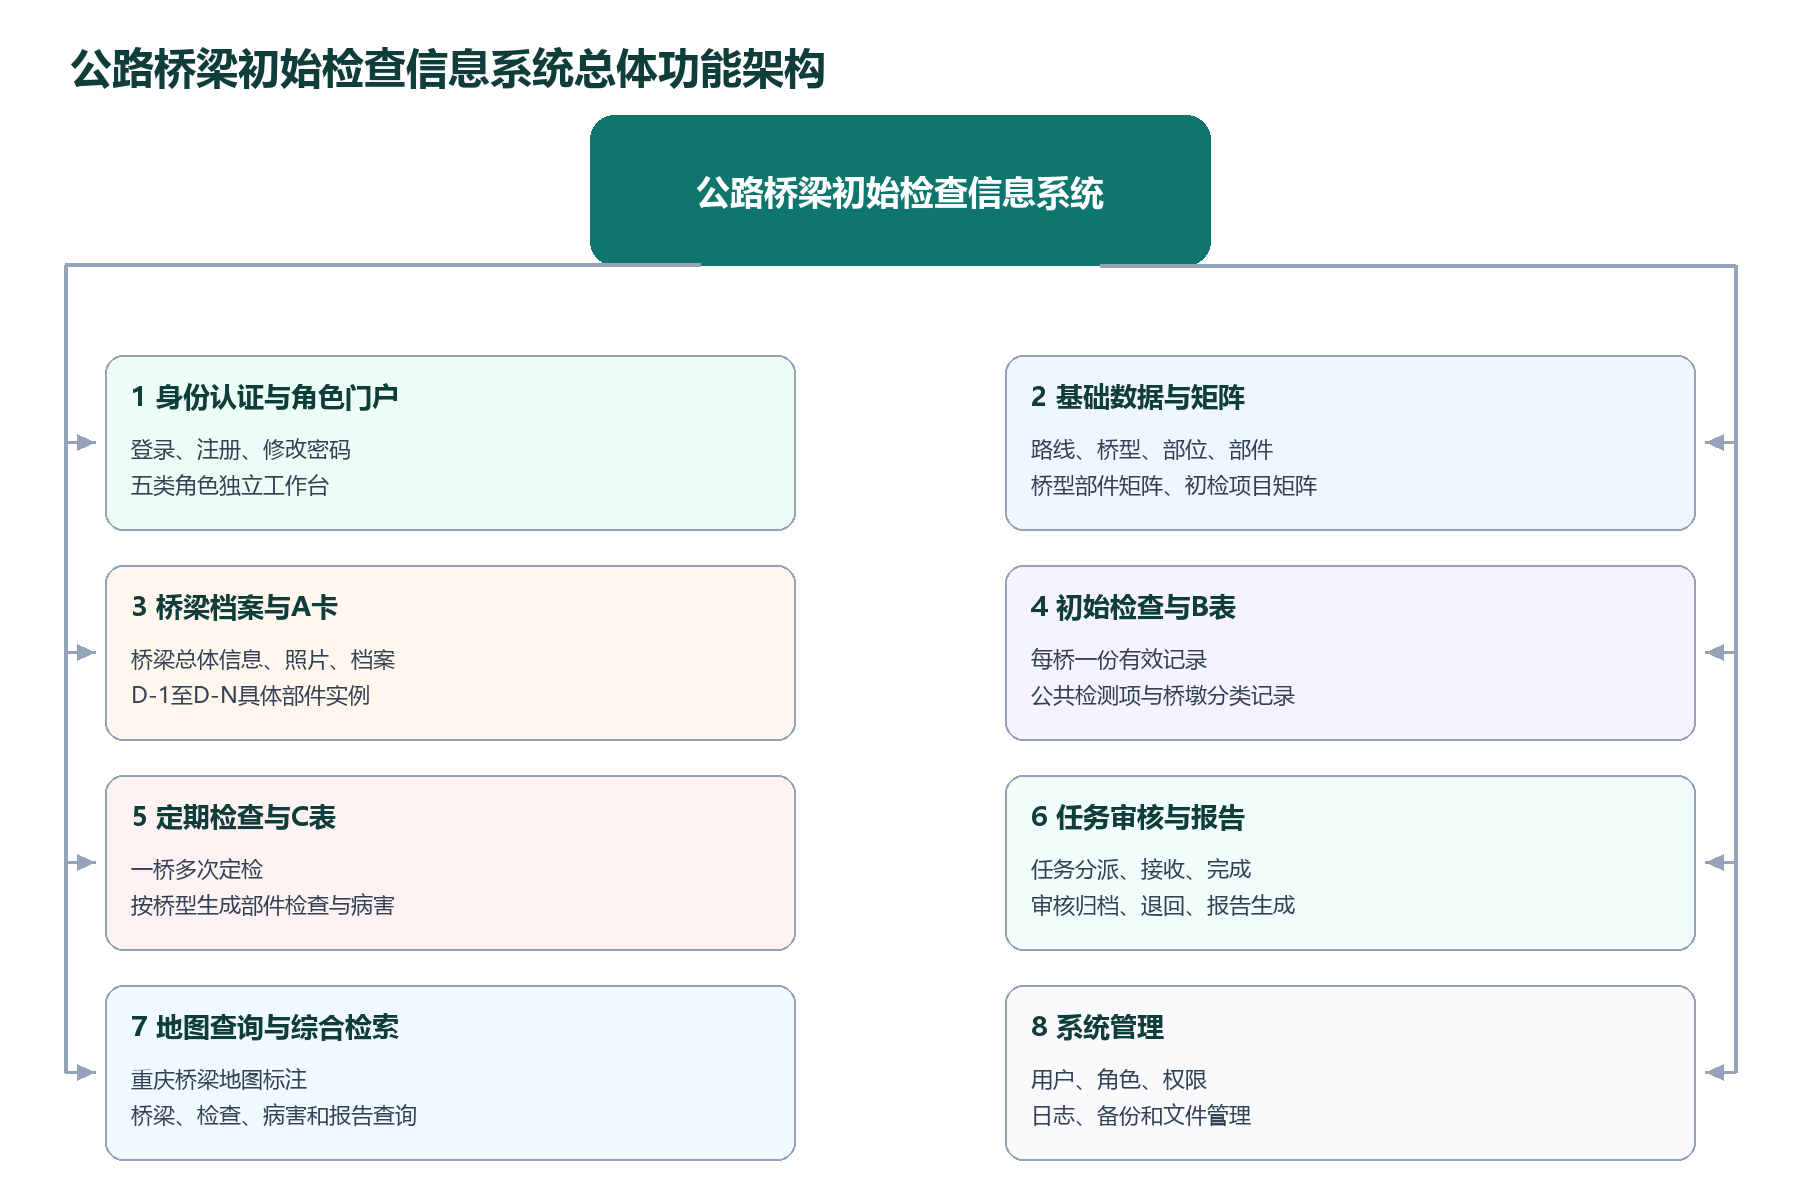 公路桥梁初始检查信息系统总体功能架构
公路桥梁初始检查信息系统
1 身份认证与角色门户
登录、注册、修改密码
五类角色独立工作台
2 基础数据与矩阵
路线、桥型、部位、部件
桥型部件矩阵、初检项目矩阵
3 桥梁档案与A卡
桥梁总体信息、照片、档案
D-1至D-N具体部件实例
4 初始检查与B表
每桥一份有效记录
公共检测项与桥墩分类记录
5 定期检查与C表
一桥多次定检
按桥型生成部件检查与病害
6 任务审核与报告
任务分派、接收、完成
审核归档、退回、报告生成
7 地图查询与综合检索
重庆桥梁地图标注
桥梁、检查、病害和报告查询
8 系统管理
用户、角色、权限
日志、备份和文件管理